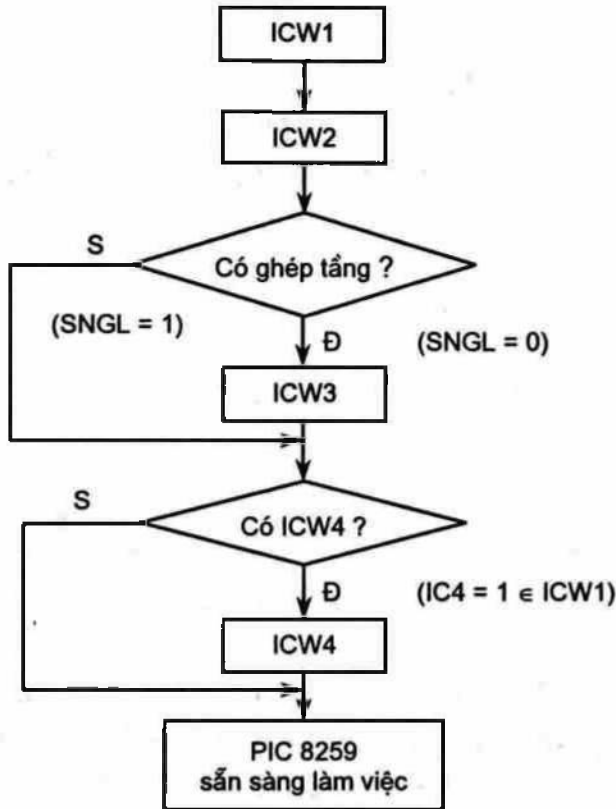 ICW1
ICW2
S
Có ghép tầng ?
(SNGL = 1)
Đ
(SNGL = 0)
ICW3
S
Có ICW4 ?
Đ
(IC4 = 1 ∈ ICW1)
ICW4
PIC 8259
sẵn sàng làm việc